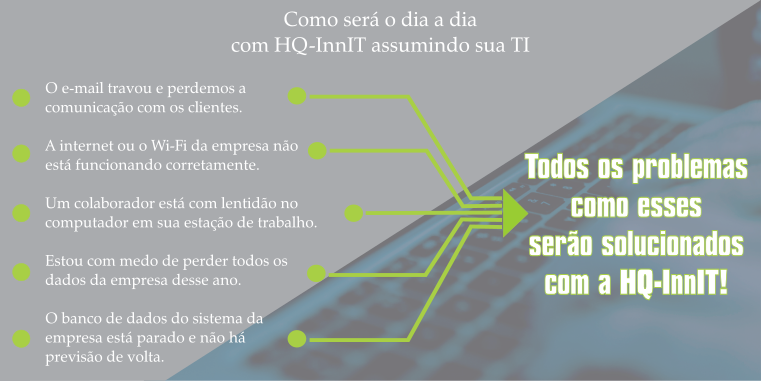 Como será o dia a dia
com HQ-InnIT assumindo sua TI
O e-mail travou e perdemos a
comunicação com os clientes.
A internet ou o Wi-Fi da empresa não
está funcionando corretamente.
Um colaborador está com lentidão no
computador em sua estação de trabalho.
Estou com medo de perder todos os
dados da empresa desse ano.
O banco de dados do sistema da
empresa está parado e não há
previsão de volta.
Todos os problemas
como esses
serão solucionados
com a HQ-InnIT!